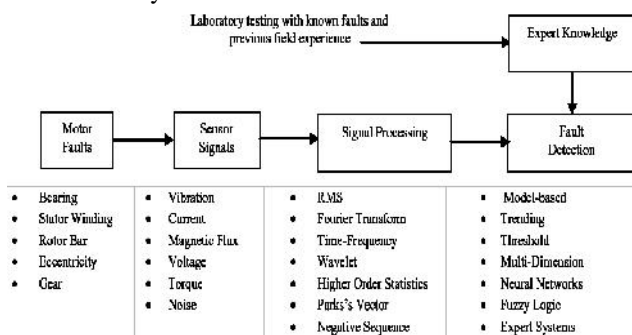 Laboratory testing with known faults and
previous field experience
Expert Knowledge
Motor
Faults
Sensor
Signals
Signal Processing
Fault
Detection
• Bearing
• Stator Winding
• Rotor Bar
• Eccentricity
• Gear
• Vibration
• Current
• Magnetic Flux
• Voltage
• Torque
• Noise
• RMS
• Fourier Transform
• Time-Frequency
• Wavelet
• Higher Order Statistics
• Parks's Vector
• Negative Sequence
• Model-based
• Trending
• Threshold
• Multi-Dimension
• Neural Networks
• Fuzzy Logic
• Expert Systems